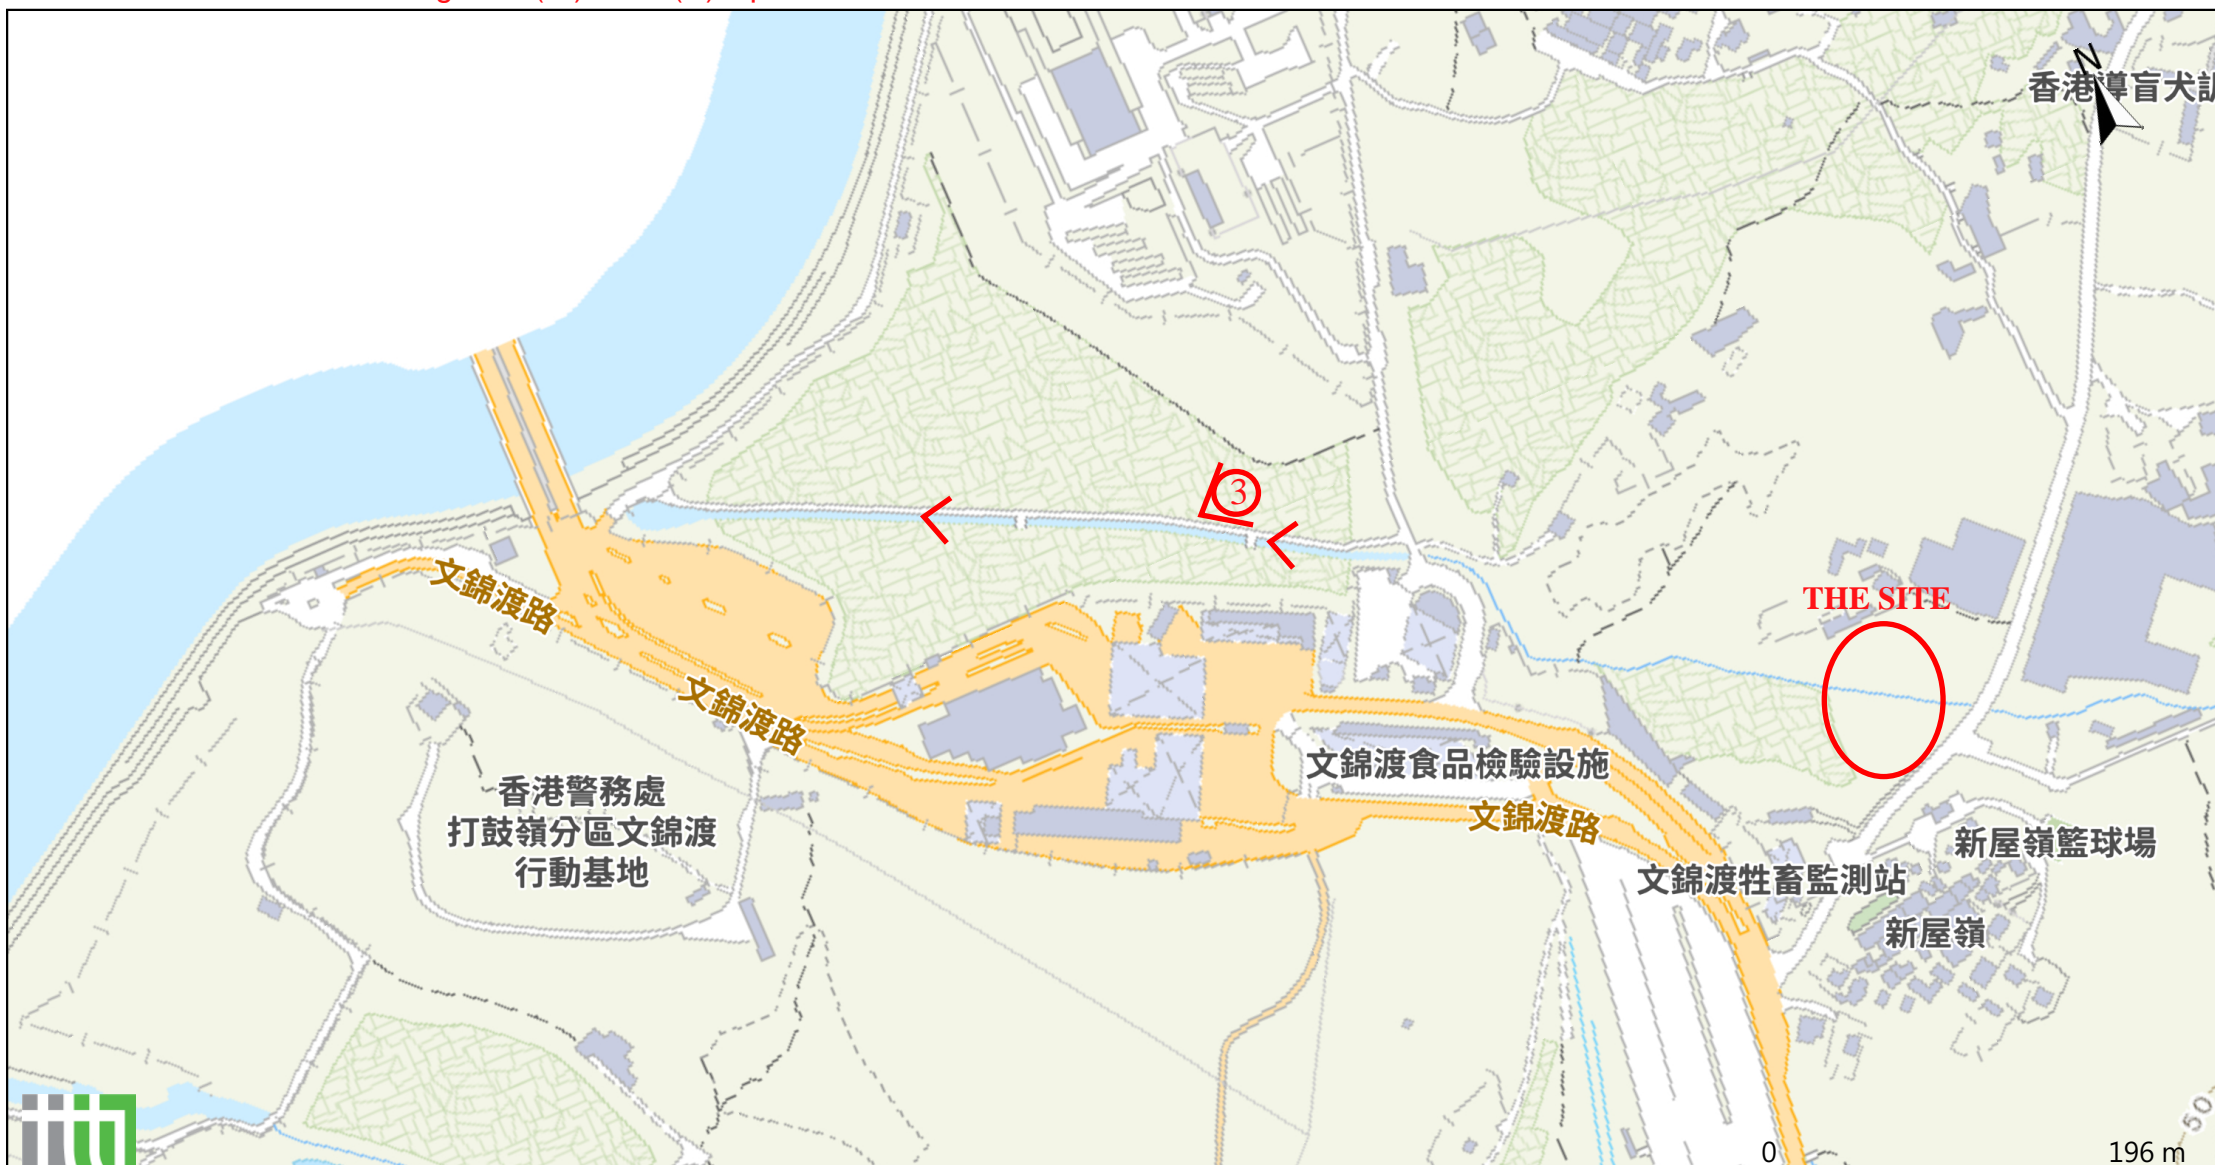 香港導盲犬訓
N
3
THE SITE
文錦渡路
文錦渡路
文錦渡食品檢驗設施
文錦渡路
香港警務處
打鼓嶺分區文錦渡
行動基地
新屋嶺籃球場
文錦渡牲畜監測站
新屋嶺
50
0
196 m